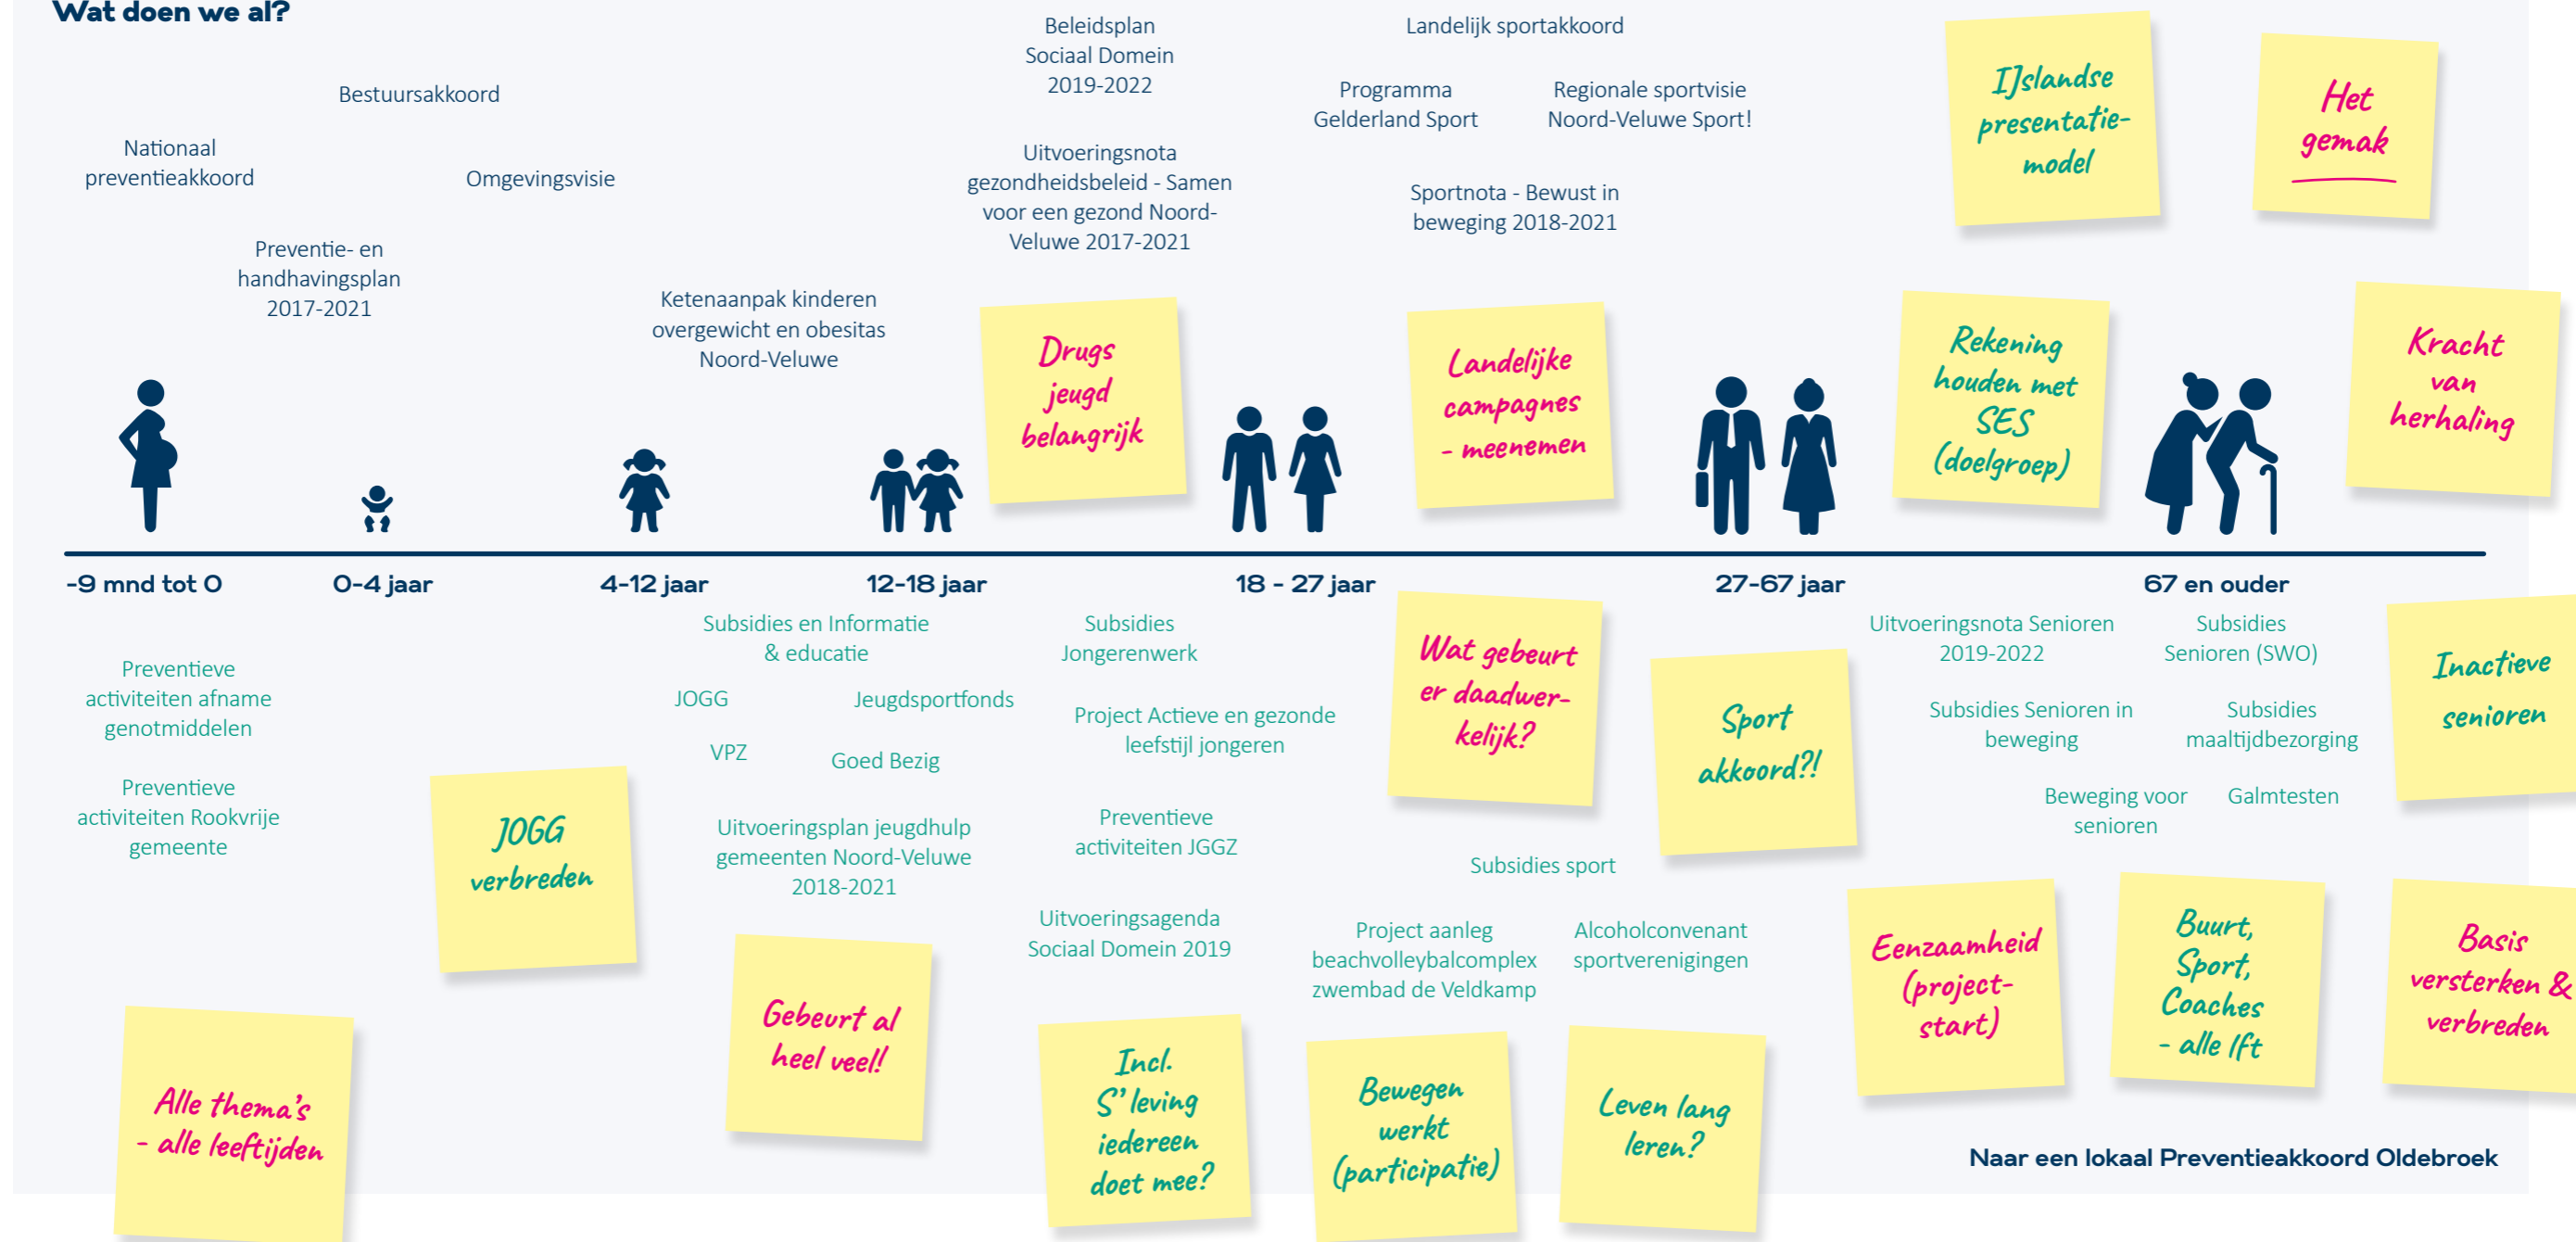 Wat doen we al?
Bestuursakkoord
Nationaal
preventieakkoord
Omgevingsvisie
Preventie- en
handhavingsplan
2017-2021
Ketenaanpak kinderen
overgewicht en obesitas
Noord-Veluwe
Beleidsplan
Sociaal Domein
2019-2022
Uitvoeringsnota
gezondheidsbeleid - Samen
voor een gezond Noord-
Veluwe 2017-2021
Landelijk sportakkoord
Programma
Gelderland Sport
Regionale sportvisie
Noord-Veluwe Sport!
Sportnota - Bewust in
beweging 2018-2021
IJslandse
presentatie-
model
Het
gemak
Drugs
jeugd
belangrijk
Landelijke
campagnes
- meenemen
Rekening
houden met
SES
(doelgroep)
Kracht
van
herhaling
-9 mnd tot 0
0-4 jaar
4-12 jaar
12-18 jaar
18 - 27 jaar
27-67 jaar
67 en ouder
Preventieve
activiteiten afname
genotmiddelen
Preventieve
activiteiten Rookvrije
gemeente
JOGG
verbreden
Alle thema's
- alle leeftijden
Subsidies en Informatie
& educatie
JOGG
Jeugdsportfonds
VPZ
Goed Bezig
Uitvoeringsplan jeugdhulp
gemeenten Noord-Veluwe
2018-2021
Gebeurt al
heel veel!
Subsidies
Jongerenwerk
Project Actieve en gezonde
leefstijl jongeren
Preventieve
activiteiten JGGZ
Uitvoeringsagenda
Sociaal Domein 2019
Incl.
S' leving
iedereen
doet mee?
Wat gebeurt
er daadwer-
kelijk?
Sport
akkoord?!
Subsidies sport
Project aanleg
beachvolleybalcomplex
zwembad de Veldkamp
Alcoholconvenant
sportverenigingen
Bewegen
werkt
(participatie)
Leven lang
leren?
Uitvoeringsnota Senioren
2019-2022
Subsidies
Senioren (SWO)
Subsidies Senioren in
beweging
Subsidies
maaltijdbezorging
Beweging voor
senioren
Galmtesten
Inactieve
senioren
Eenzaamheid
(project-
start)
Buurt,
Sport,
Coaches
- alle lft
Basis
versterken &
verbreden
Naar een lokaal Preventieakkoord Oldebroek